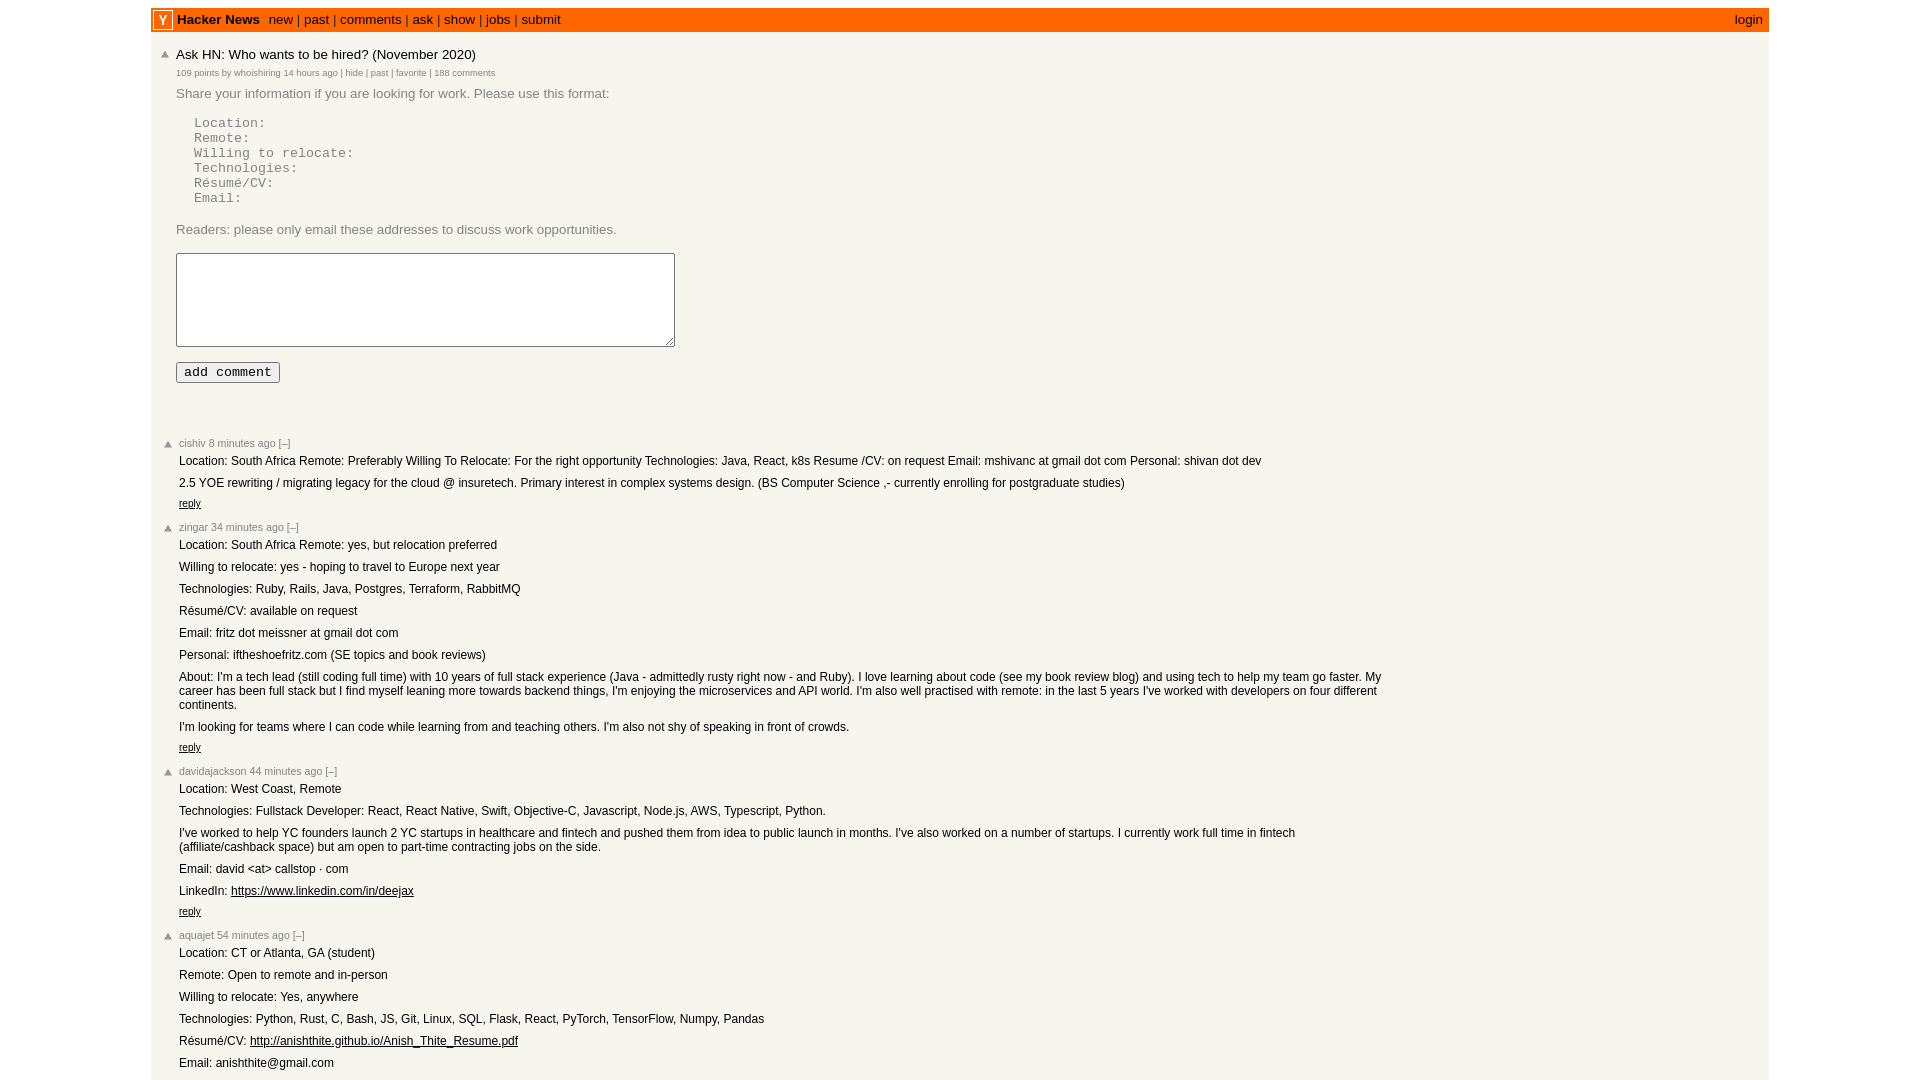 Y Hacker News new | past | comments | ask | show | jobs | submit login
Ask HN: Who wants to be hired? (November 2020)
109 points by whoishiring 14 hours ago | hide | past | favorite | 188 comments
Share your information if you are looking for work. Please use this format:
Location:
Remote:
Willing to relocate:
Technologies:
Résumé/CV:
Email:
Readers: please only email these addresses to discuss work opportunities.
add comment
cishiv 8 minutes ago [–]
Location: South Africa Remote: Preferably Willing To Relocate: For the right opportunity Technologies: Java, React, k8s Resume /CV: on request Email: mshivanc at gmail dot com Personal: shivan dot dev
2.5 YOE rewriting / migrating legacy for the cloud @ insuretech. Primary interest in complex systems design. (BS Computer Science ,- currently enrolling for postgraduate studies)
reply
zingar 34 minutes ago [–]
Location: South Africa Remote: yes, but relocation preferred
Willing to relocate: yes - hoping to travel to Europe next year
Technologies: Ruby, Rails, Java, Postgres, Terraform, RabbitMQ
Résumé/CV: available on request
Email: fritz dot meissner at gmail dot com
Personal: iftheshoefritz.com (SE topics and book reviews)
About: I'm a tech lead (still coding full time) with 10 years of full stack experience (Java - admittedly rusty right now - and Ruby). I love learning about code (see my book review blog) and using tech to help my team go faster. My
career has been full stack but I find myself leaning more towards backend things, I'm enjoying the microservices and API world. I'm also well practised with remote: in the last 5 years I've worked with developers on four different
continents.
I'm looking for teams where I can code while learning from and teaching others. I'm also not shy of speaking in front of crowds.
reply
davidajackson 44 minutes ago [–]
Location: West Coast, Remote
Technologies: Fullstack Developer: React, React Native, Swift, Objective-C, Javascript, Node.js, AWS, Typescript, Python.
I've worked to help YC founders launch 2 YC startups in healthcare and fintech and pushed them from idea to public launch in months. I've also worked on a number of startups. I currently work full time in fintech
(affiliate/cashback space) but am open to part-time contracting jobs on the side.
Email: david <at> callstop · com
LinkedIn: https://www.linkedin.com/in/deejax
reply
aquajet 54 minutes ago [–]
Location: CT or Atlanta, GA (student)
Remote: Open to remote and in-person
Willing to relocate: Yes, anywhere
Technologies: Python, Rust, C, Bash, JS, Git, Linux, SQL, Flask, React, PyTorch, TensorFlow, Numpy, Pandas
Résumé/CV: http://anishthite.github.io/Anish_Thite_Resume.pdf
Email: anishthite@gmail.com